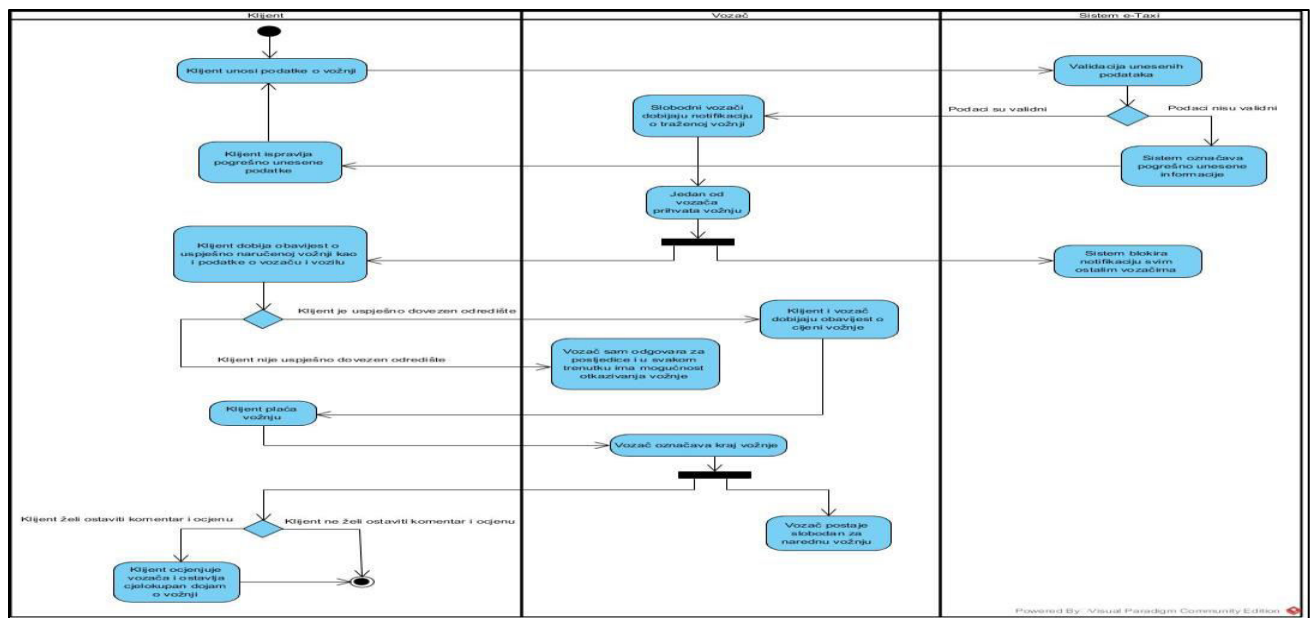 Klijent
Vozač
Sistem e-Taxi
Klijent unosi podatke o vožnji
Validacija unesenih
podataka
Podaci su validni
Podaci nisu validni
Slobodni vozači
dobijaju notifikaciju
o traženoj vožnji
Klijent ispravlja
pogrešno unesene
podatke
Sistem označava
pogrešno unesene
informacije
Jedan od
vozača
prihvata vožnju
Klijent dobija obavijest o
uspješno naručenoj vožnji kao
i podatke o vozaču i vozilu
Sistem blokira
notifikaciju svim
ostalim vozačima
Klijent je uspješno dovezen odredište
Klijent i vozač
dobijaju obavijest o
cijeni vožnje
Klijent nije uspješno dovezen odredište
Vozač sam odgovara za
posljedice i u svakom
trenutku ima mogućnost
otkazivanja vožnje
Klijent plaća
vožnju
Vozač označava kraj vožnje
Klijent želi ostaviti komentar i ocjenu
Klijent ne želi ostaviti komentar i ocjenu
Vozač postaje
slobodan za
narednu vožnju
Klijent ocjenjuje
vozača i ostavlja
cjelokupan dojam
o vožnji
Powered By: Visual Paradigm Community Edition